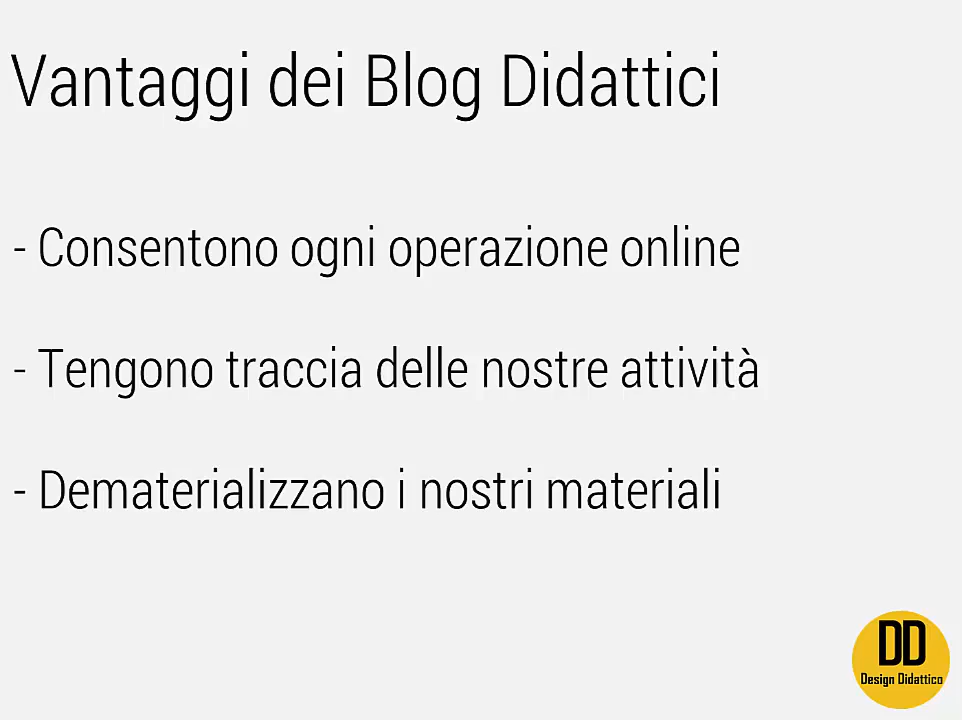 Vantaggi dei Blog Didattici
- Consentono ogni operazione online
- Tengono traccia delle nostre attività
- Dematerializzano i nostri materiali
DD
Design Didattico